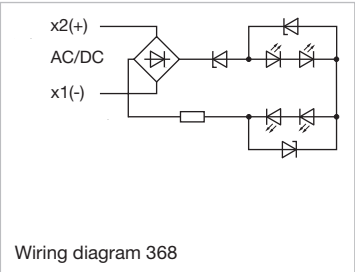 x2(+)
AC/DC
x1(-)
Wiring diagram 368